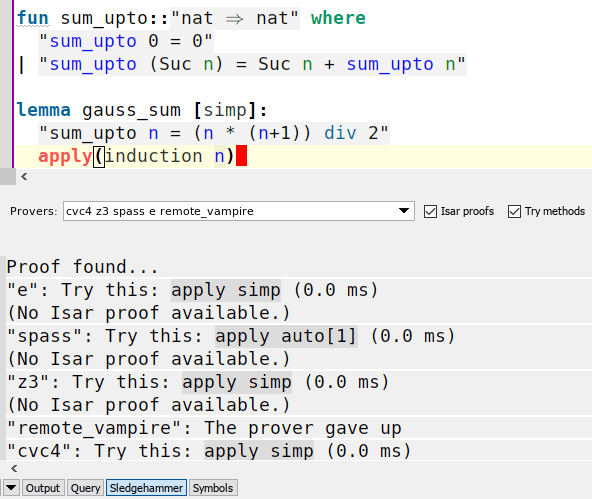 fun sum_upto::"nat ⇒ nat" where
"sum_upto 0 = 0"
| "sum_upto (Suc n) = Suc n + sum_upto n"
lemma gauss_sum [simp]:
"sum_upto n = (n * (n+1)) div 2"
apply(induction n)
Provers: cvc4 z3 spass e remote_vampire Isar proofs Try methods
Proof found...
"e": Try this: apply simp (0.0 ms)
(No Isar proof available.)
"spass": Try this: apply auto[1] (0.0 ms)
(No Isar proof available.)
"z3": Try this: apply simp (0.0 ms)
(No Isar proof available.)
"remote_vampire": The prover gave up
"cvc4": Try this: apply simp (0.0 ms)
Output Query Sledgehammer Symbols